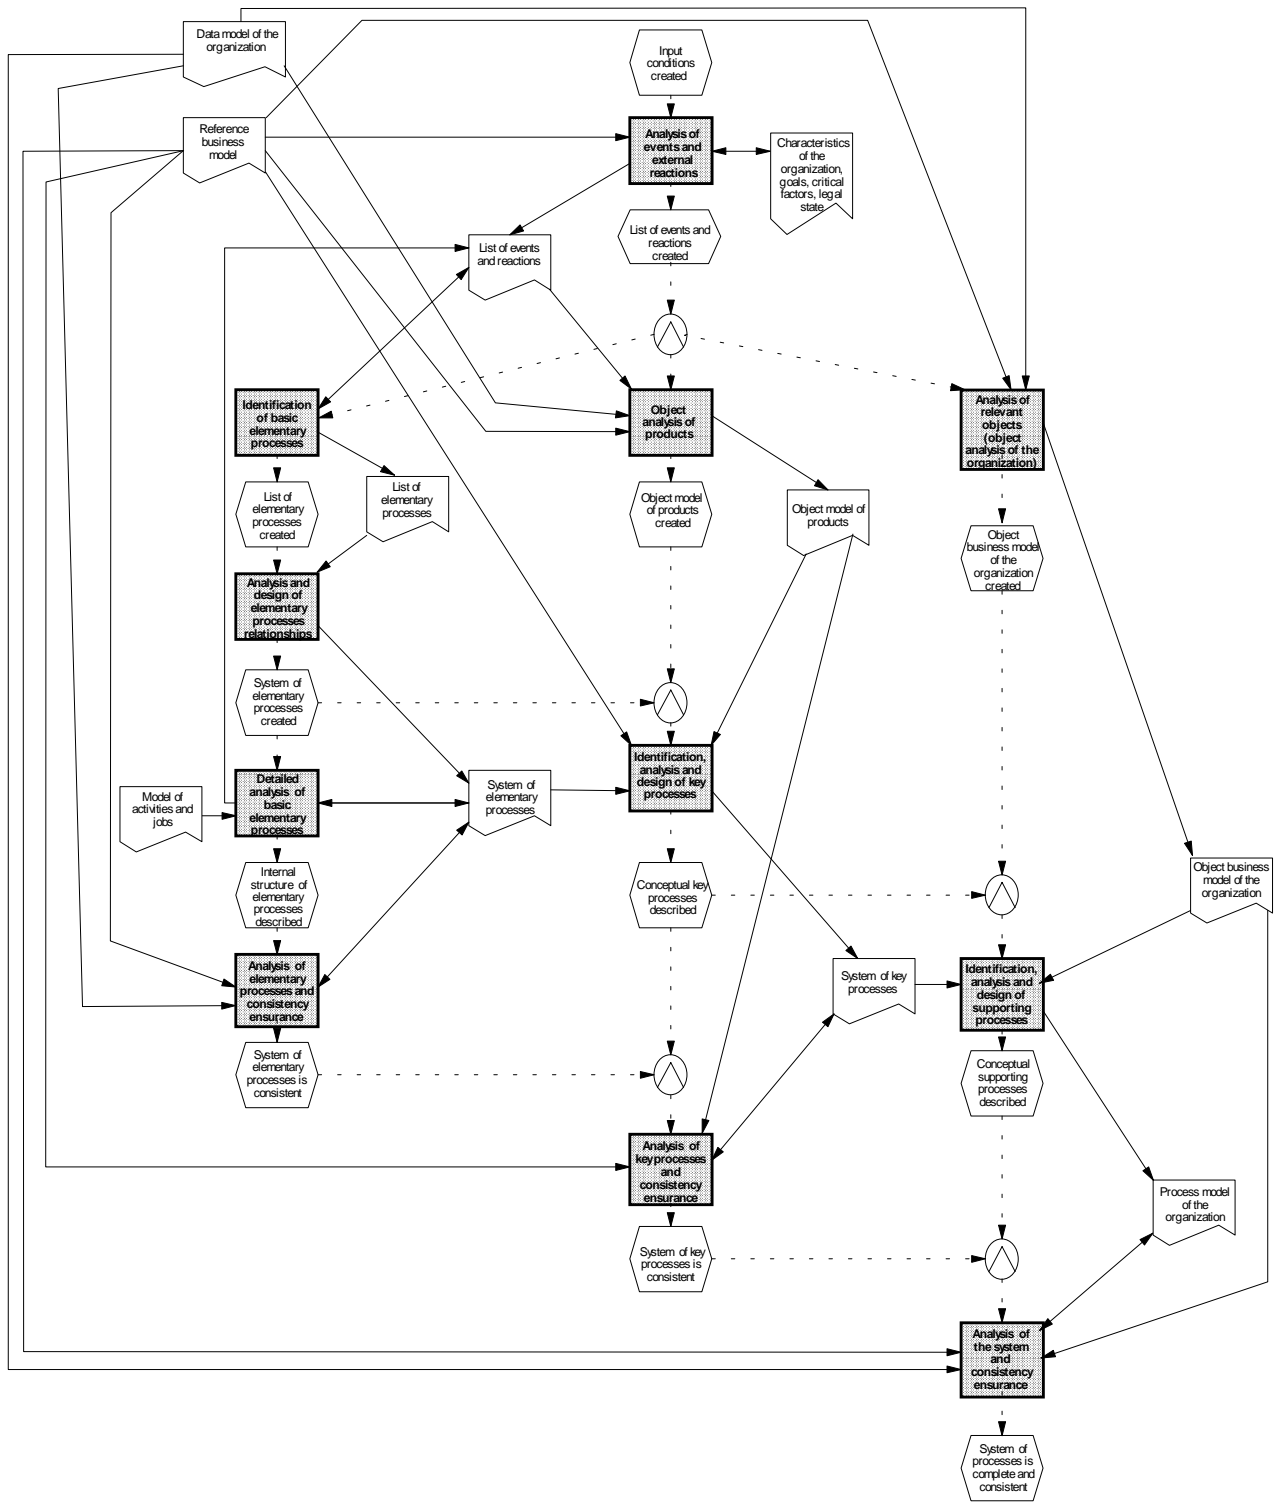 Data model of the
organization
Input
conditions
created
Reference
business
model
Analysis of
events and
external
reactions
Characteristics
of the
organization,
goals, critical
factors, legal
state
List of events and
reactions
created
List of events
and reactions
Identification
of basic
elementary
processes
Object
analysis of
products
Analysis of
relevant
objects
(object
analysis of the
organization)
List of
elementary
processes
created
List of
elementary
processes
Object model
of products
created
Object model of
products
Object
business model
of the
organization
created
Analysis and
design of
elementary
processes
relationships
System of
elementary
processes
created
Identification,
analysis and
design of key
processes
Model of
activities and
jobs
Detailed
analysis of
basic
elementary
processes
System of
elementary
processes
Internal
structure of
elementary
processes
described
Conceptual key
processes
described
Object business
model of the
organization
Analysis of
elementary
processes and
consistency
ensurance
System of key
processes
Identification,
analysis and
design of
supporting
processes
System of
elementary
processes is
consistent
Conceptual
supporting
processes
described
Analysis of
key processes
and
consistency
ensurance
Process model
of the
organization
System of key
processes is
consistent
Analysis of
the system
and
consistency
ensurance
System of
processes is
complete and
consistent